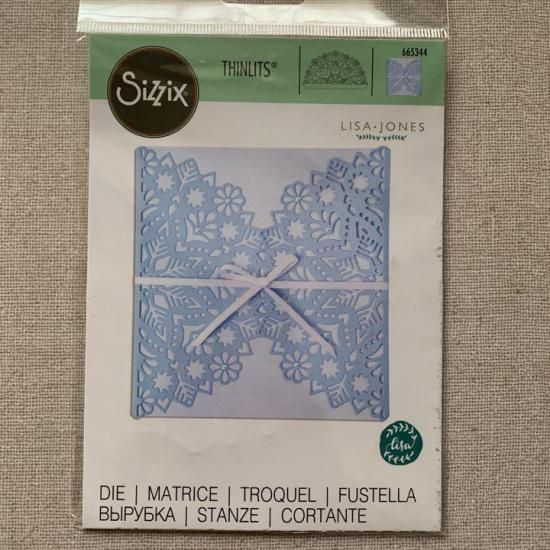 Sizzix
THINLITS®
665344
LISA·JONES
lisa
DIE | MATRICE | TROQUEL | FUSTELLA
ВЫРУБКА | STANZE | CORTANTE